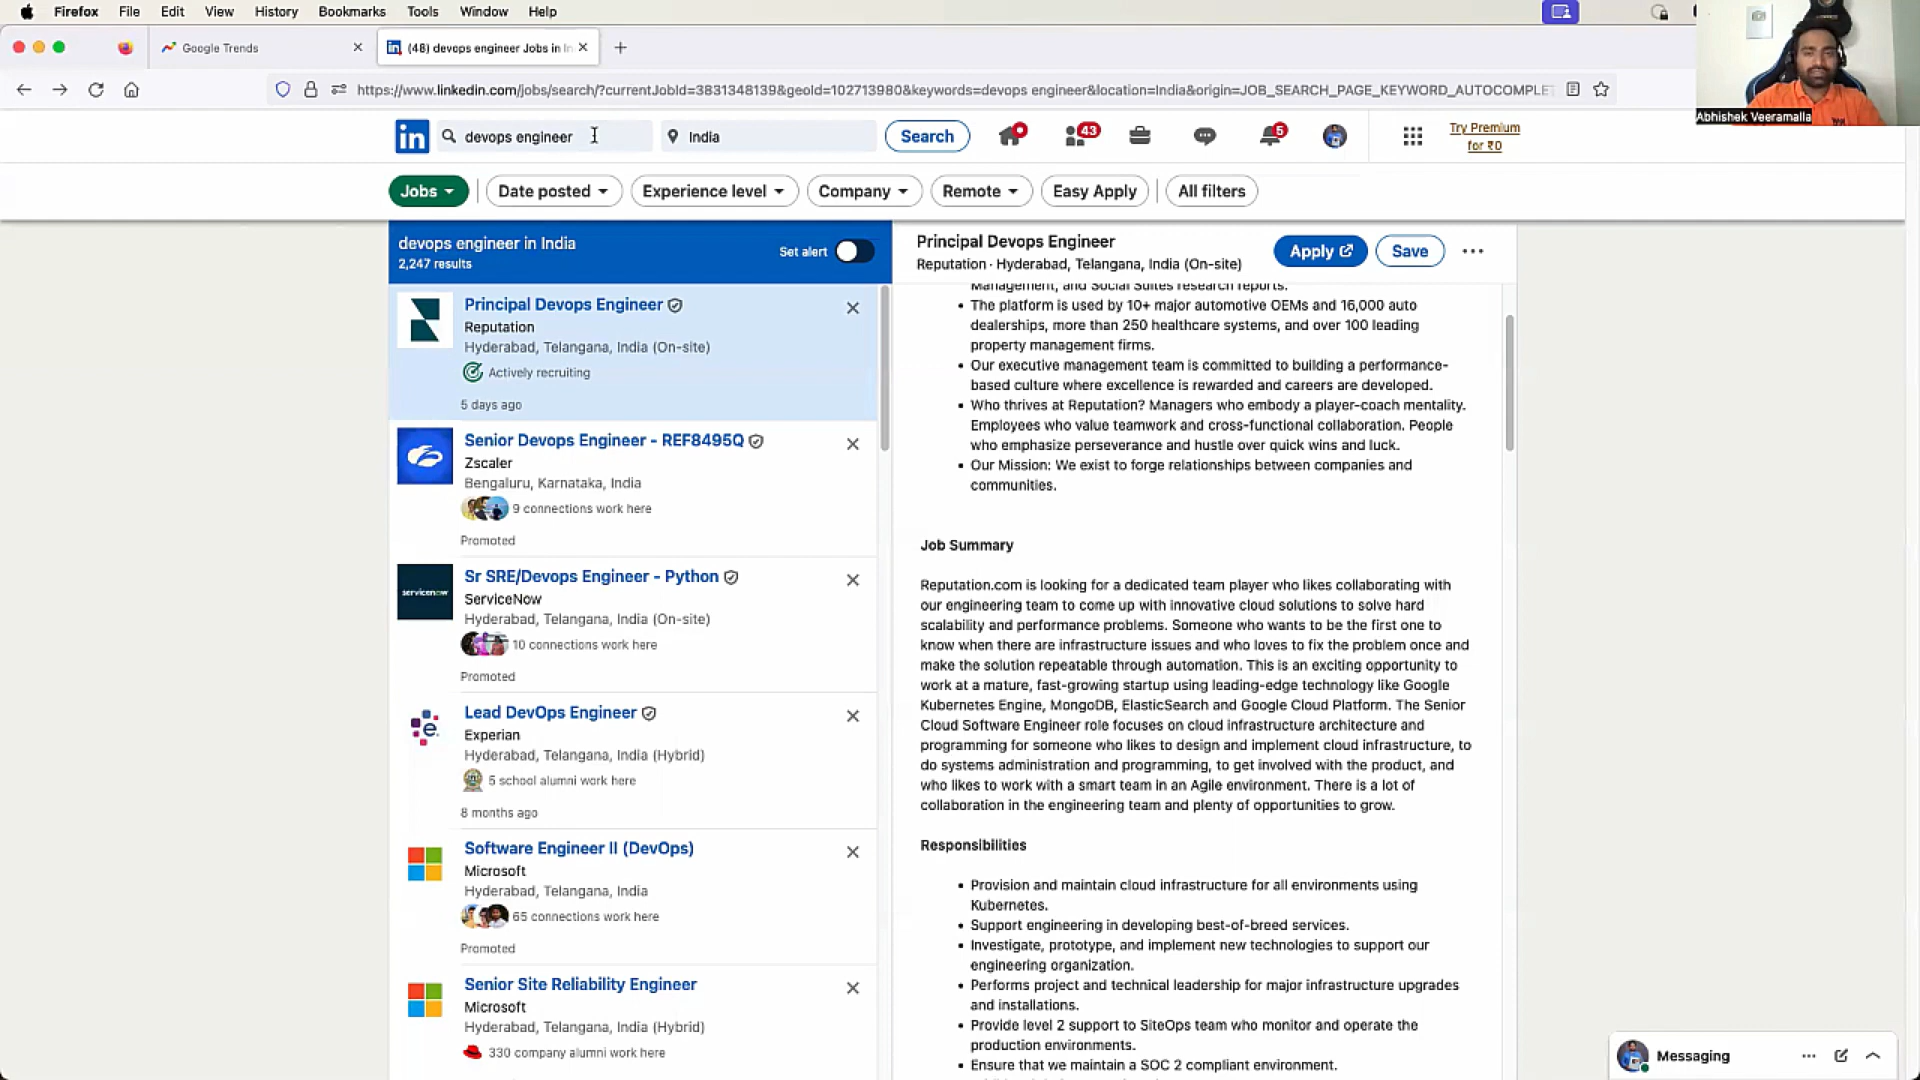 Firefox File Edit View History Bookmarks Tools Window Help
Google Trends
(48) devops engineer Jobs in In
https://www.linkedin.com/jobs/search/?currentJobId=3831348139&geoId=102713980&keywords=devops engineer&location=India&origin=JOB_SEARCH_PAGE_KEYWORD_AUTOCOMPLET
Abhishek Veeramalla
in
devops engineer
India
Search
43
5
Try Premium
for ₹0
Jobs
Date posted
Experience level
Company
Remote
Easy Apply
All filters
devops engineer in India
2,247 results
Set alert
Principal Devops Engineer
Reputation
Hyderabad, Telangana, India (On-site)
Actively recruiting
5 days ago
Senior Devops Engineer - REF8495Q
Zscaler
Bengaluru, Karnataka, India
9 connections work here
Promoted
servicenow
Sr SRE/Devops Engineer - Python
ServiceNow
Hyderabad, Telangana, India (On-site)
10 connections work here
Promoted
Lead DevOps Engineer
Experian
Hyderabad, Telangana, India (Hybrid)
5 school alumni work here
8 months ago
Software Engineer II (DevOps)
Microsoft
Hyderabad, Telangana, India
65 connections work here
Promoted
Senior Site Reliability Engineer
Microsoft
Hyderabad, Telangana, India (Hybrid)
330 company alumni work here
Principal Devops Engineer
Reputation · Hyderabad, Telangana, India (On-site)
Apply
Save
Management, and Social Suites research reports.
• The platform is used by 10+ major automotive OEMs and 16,000 auto
dealerships, more than 250 healthcare systems, and over 100 leading
property management firms.
• Our executive management team is committed to building a performance-
based culture where excellence is rewarded and careers are developed.
• Who thrives at Reputation? Managers who embody a player-coach mentality.
Employees who value teamwork and cross-functional collaboration. People
who emphasize perseverance and hustle over quick wins and luck.
• Our Mission: We exist to forge relationships between companies and
communities.
Job Summary
Reputation.com is looking for a dedicated team player who likes collaborating with
our engineering team to come up with innovative cloud solutions to solve hard
scalability and performance problems. Someone who wants to be the first one to
know when there are infrastructure issues and who loves to fix the problem once and
make the solution repeatable through automation. This is an exciting opportunity to
work at a mature, fast-growing startup using leading-edge technology like Google
Kubernetes Engine, MongoDB, ElasticSearch and Google Cloud Platform. The Senior
Cloud Software Engineer role focuses on cloud infrastructure architecture and
programming for someone who likes to design and implement cloud infrastructure, to
do systems administration and programming, to get involved with the product, and
who likes to work with a smart team in an Agile environment. There is a lot of
collaboration in the engineering team and plenty of opportunities to grow.
Responsibilities
• Provision and maintain cloud infrastructure for all environments using
Kubernetes.
• Support engineering in developing best-of-breed services.
• Investigate, prototype, and implement new technologies to support our
engineering organization.
• Performs project and technical leadership for major infrastructure upgrades
and installations.
• Provide level 2 support to SiteOps team who monitor and operate the
production environments.
• Ensure that we maintain a SOC 2 compliant environment.
Messaging